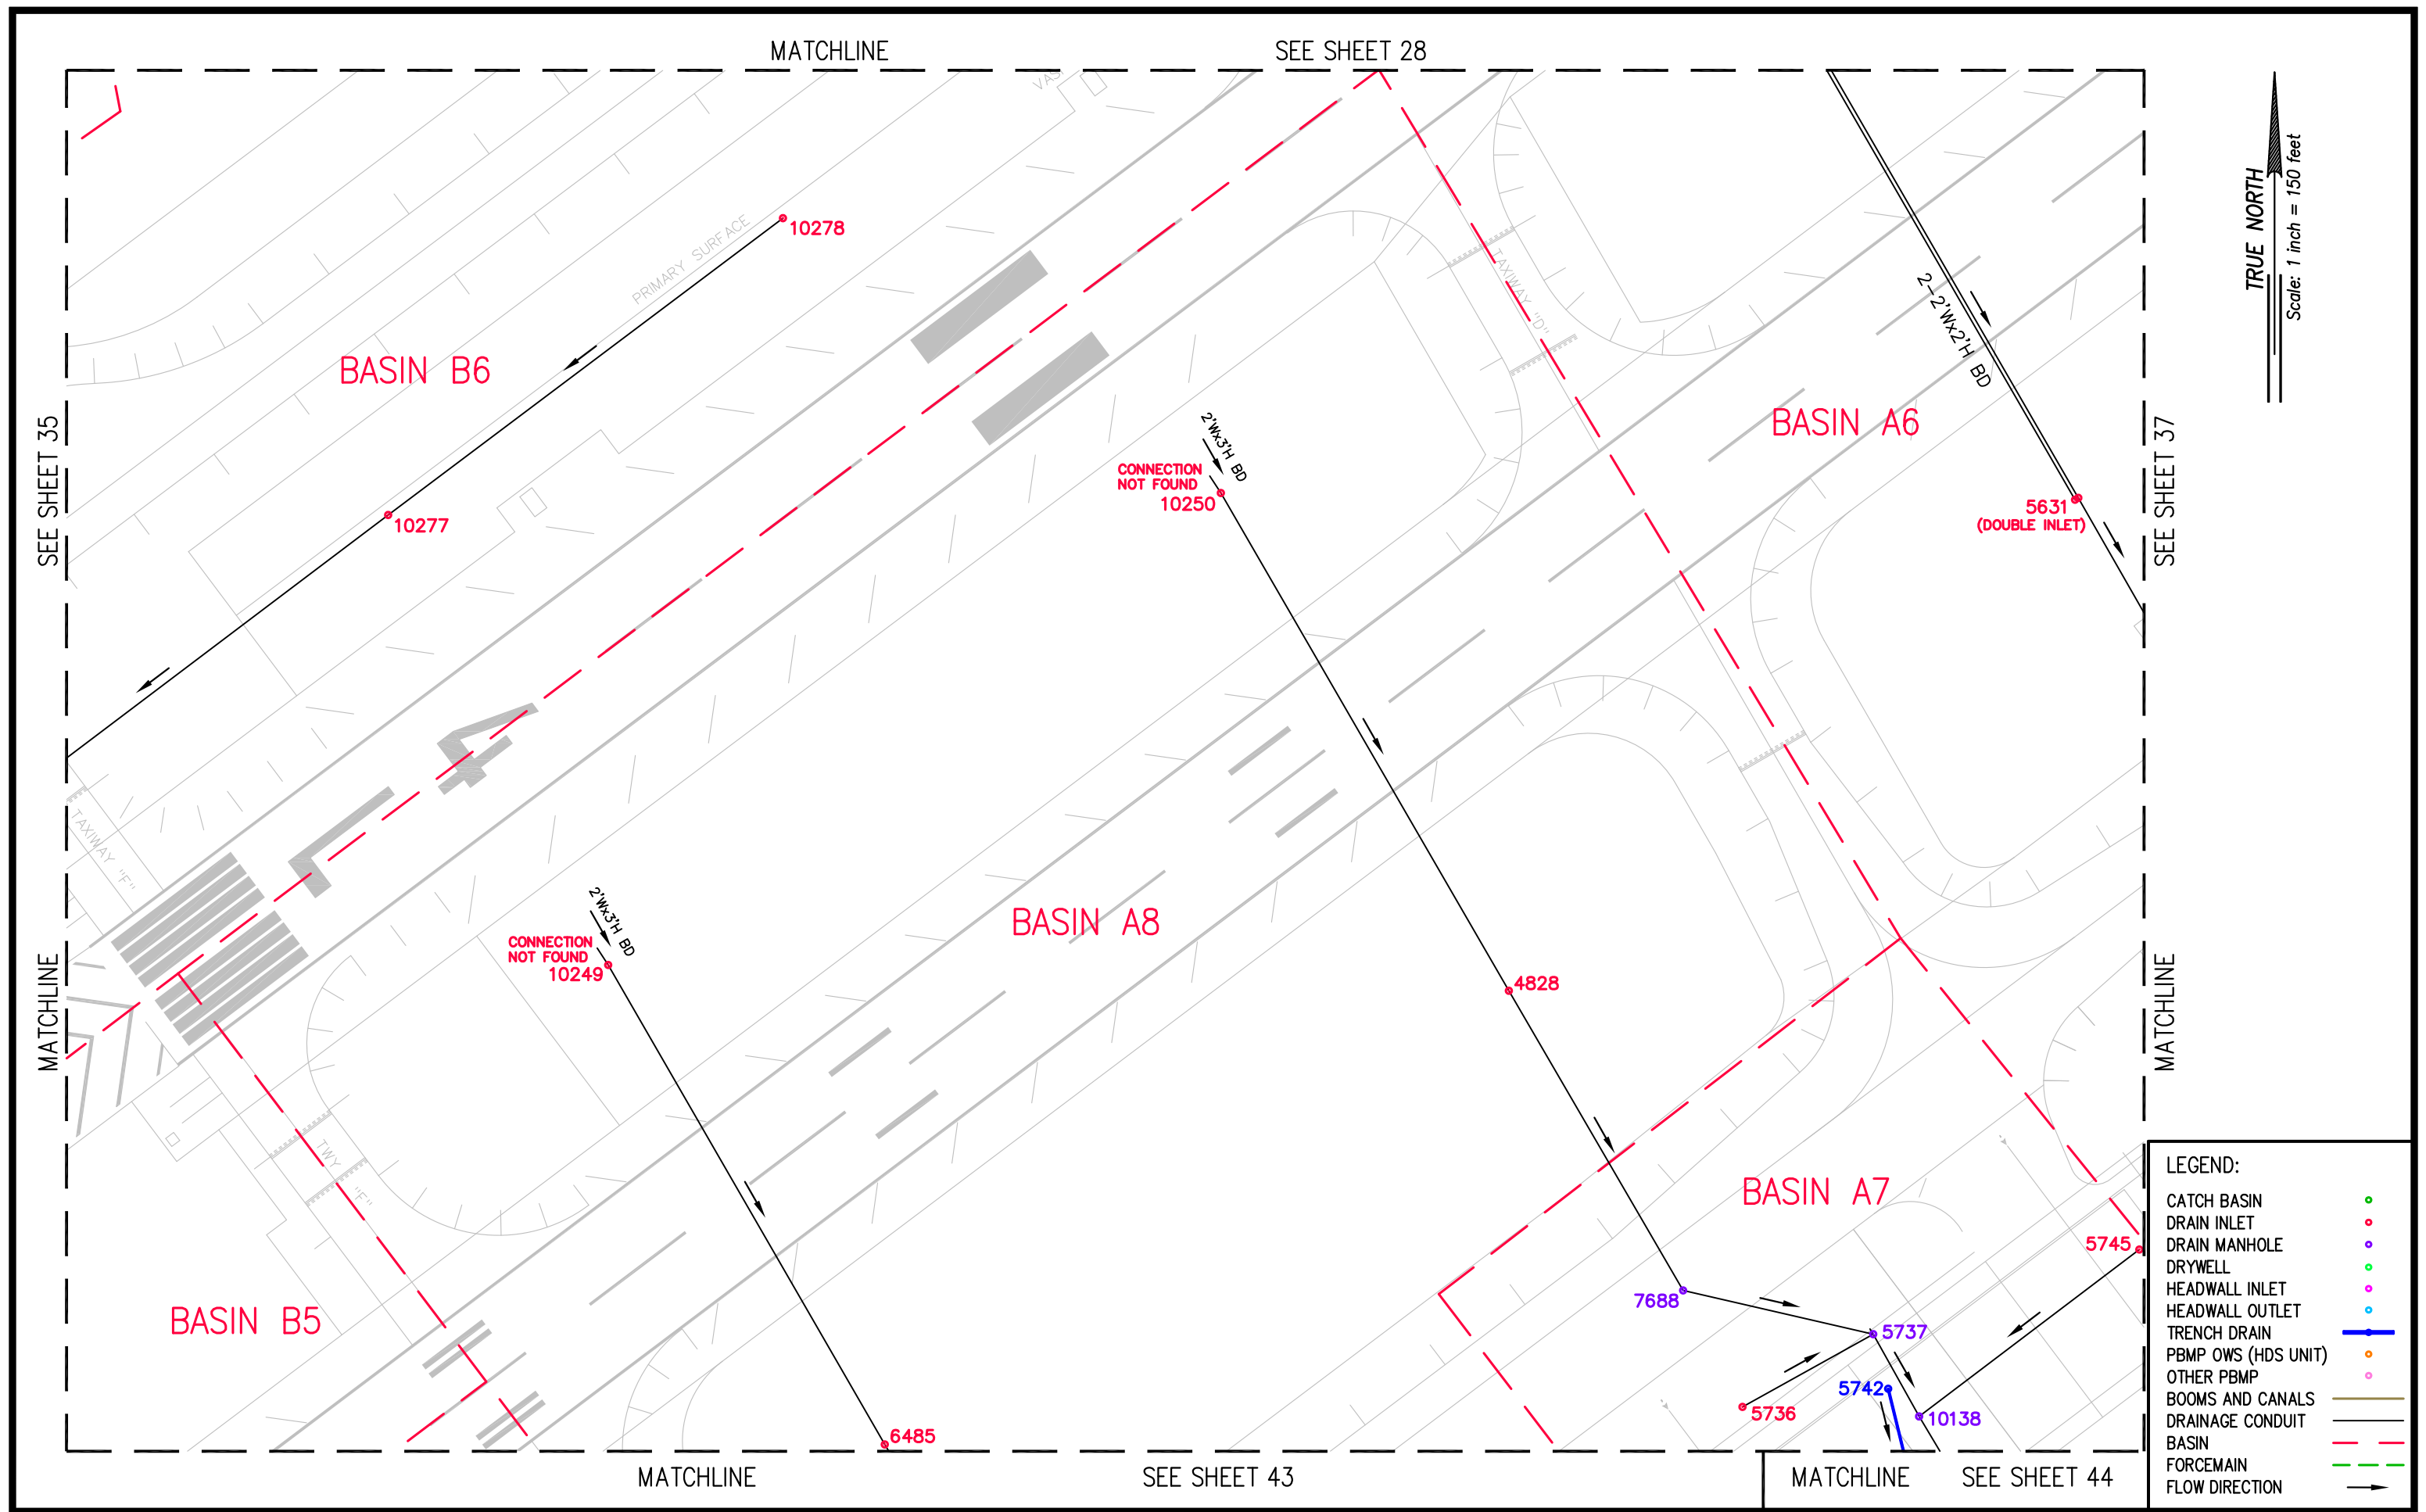 MATCHLINE SEE SHEET 28
VAS
TRUE NORTH
Scale: 1 inch = 150 feet
10278
PRIMARY SURFACE
BASIN B6
TAXIWAY "D"
2-2'Wx2'H BD
BASIN A6
SEE SHEET 35
SEE SHEET 37
2'Wx3'H BD
CONNECTION
NOT FOUND
10250
5631
(DOUBLE INLET)
10277
TAXIWAY "F"
2'Wx3'H BD
CONNECTION
NOT FOUND
10249
BASIN A8
4828
MATCHLINE
MATCHLINE
TWY "F"
BASIN A7
5745
BASIN B5
7688
5737
5742
5736
10138
6485
MATCHLINE SEE SHEET 43
MATCHLINE SEE SHEET 44
LEGEND:
CATCH BASIN
DRAIN INLET
DRAIN MANHOLE
DRYWELL
HEADWALL INLET
HEADWALL OUTLET
TRENCH DRAIN
PBMP OWS (HDS UNIT)
OTHER PBMP
BOOMS AND CANALS
DRAINAGE CONDUIT
BASIN
FORCEMAIN
FLOW DIRECTION